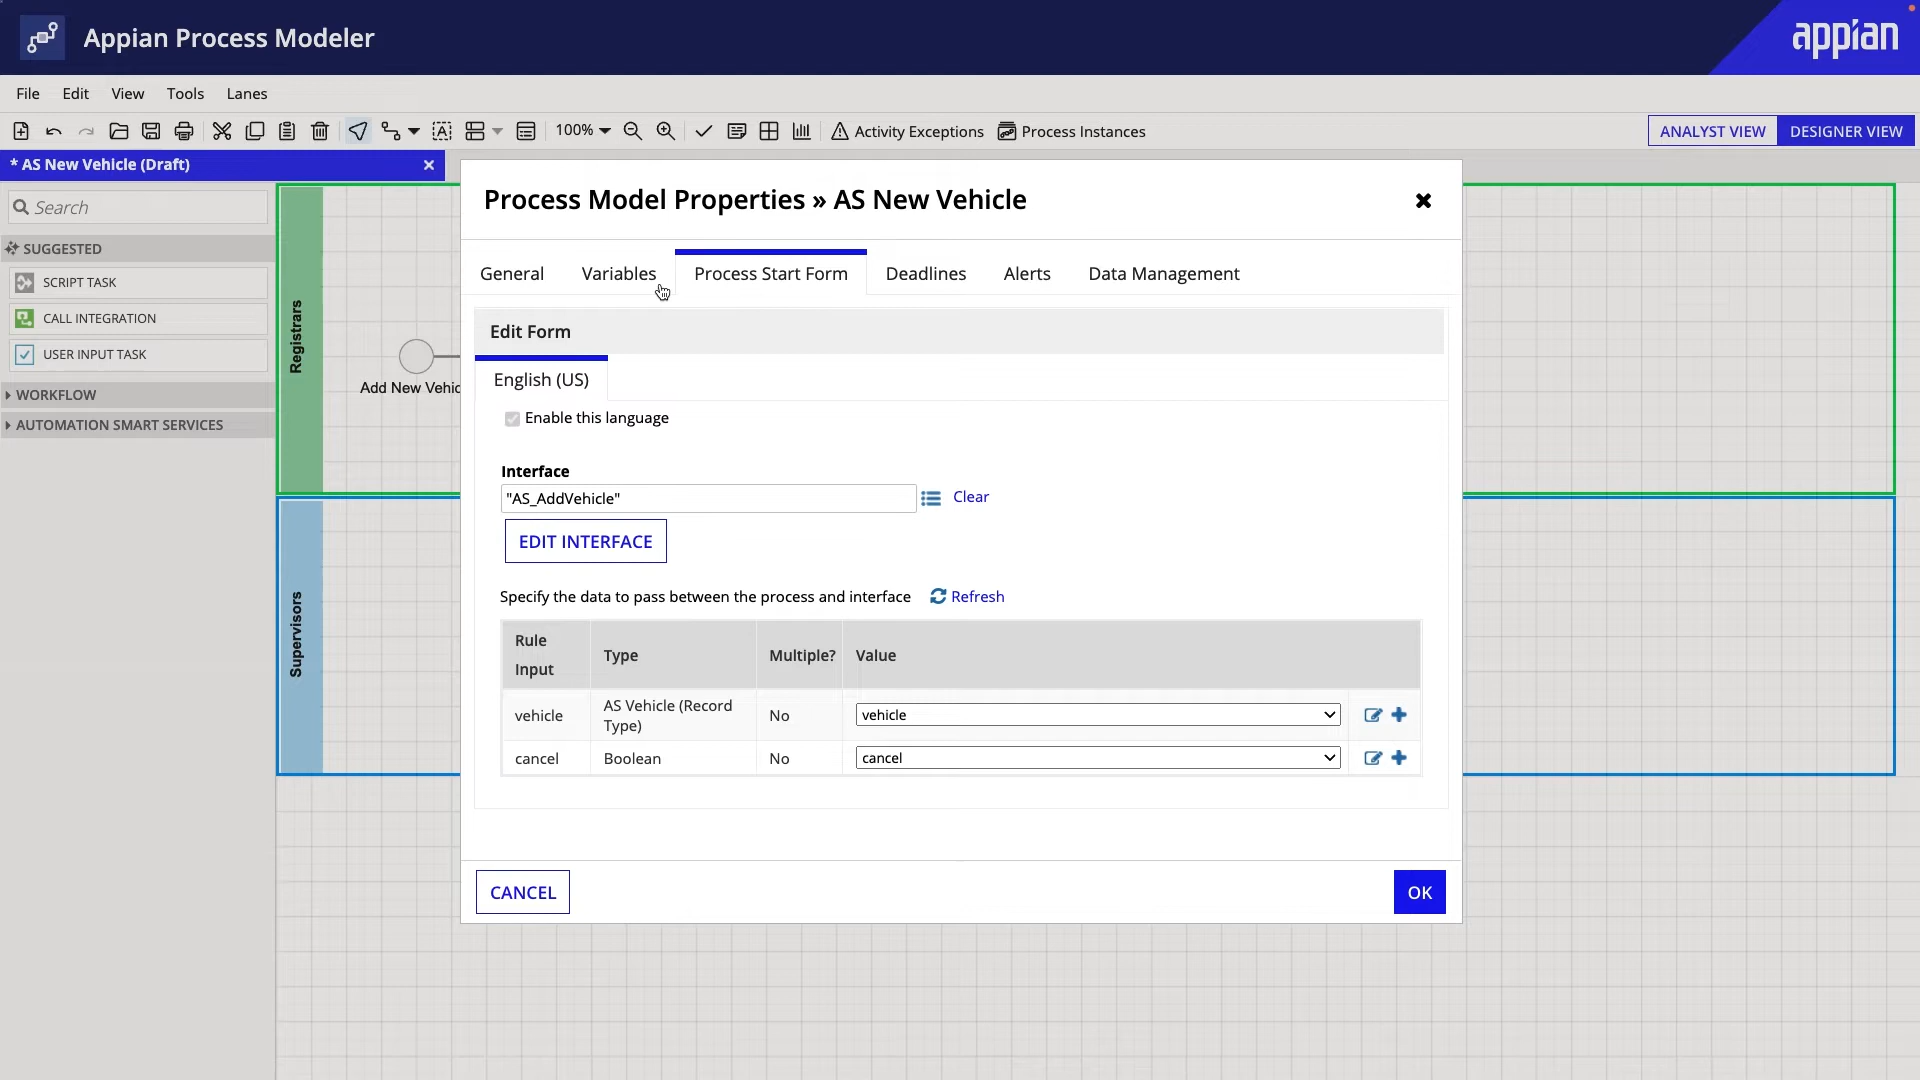 Appian Process Modeler
appian
File Edit View Tools Lanes
100% Activity Exceptions Process Instances ANALYST VIEW DESIGNER VIEW
* AS New Vehicle (Draft)
Search
SUGGESTED
SCRIPT TASK
CALL INTEGRATION
USER INPUT TASK
WORKFLOW
AUTOMATION SMART SERVICES
Registrars
Add New Vehic
Supervisors
Process Model Properties » AS New Vehicle
General Variables Process Start Form Deadlines Alerts Data Management
Edit Form
English (US)
Enable this language
Interface
"AS_AddVehicle" Clear
EDIT INTERFACE
Specify the data to pass between the process and interface Refresh
Rule Input Type Multiple? Value
vehicle AS Vehicle (Record Type) No vehicle
cancel Boolean No cancel
CANCEL OK